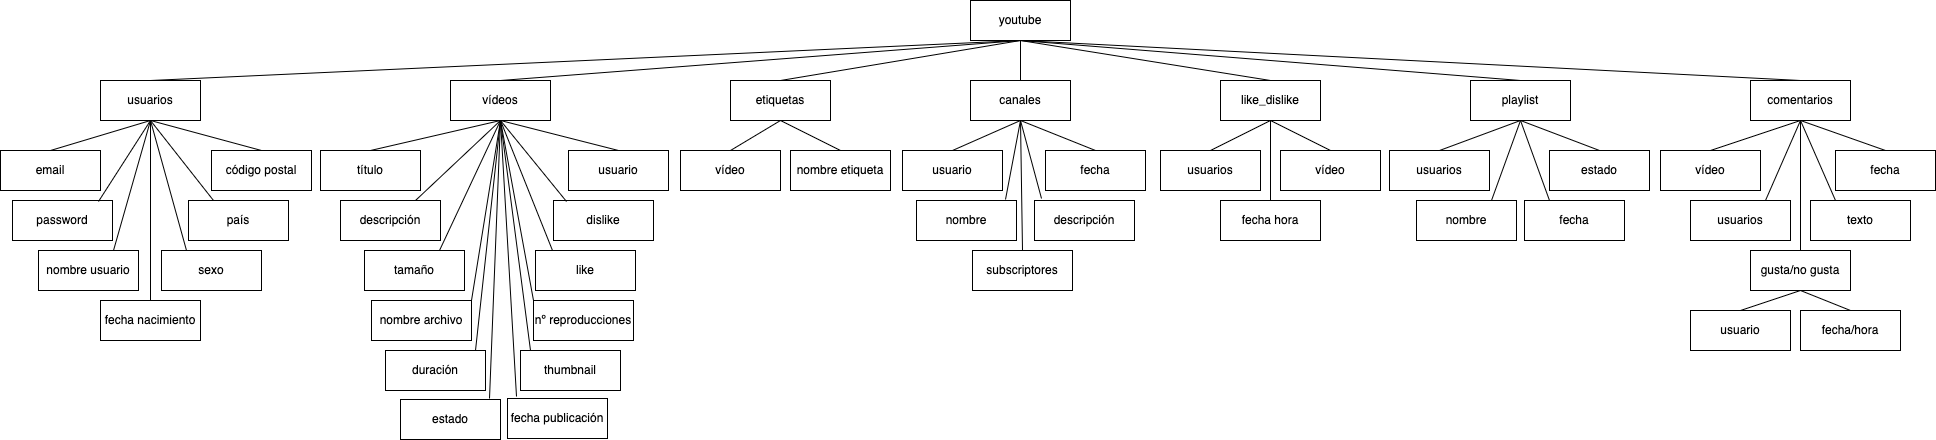 youtube
usuarios
vídeos
etiquetas
canales
like_dislike
playlist
comentarios
email
código postal
título
usuario
vídeo
nombre etiqueta
usuario
fecha
usuarios
vídeo
usuarios
estado
vídeo
fecha
password
país
descripción
dislike
nombre
descripción
fecha hora
nombre
fecha
usuarios
texto
nombre usuario
sexo
tamaño
like
subscriptores
gusta/no gusta
fecha nacimiento
nombre archivo
nº reproducciones
usuario
fecha/hora
duración
thumbnail
estado
fecha publicación